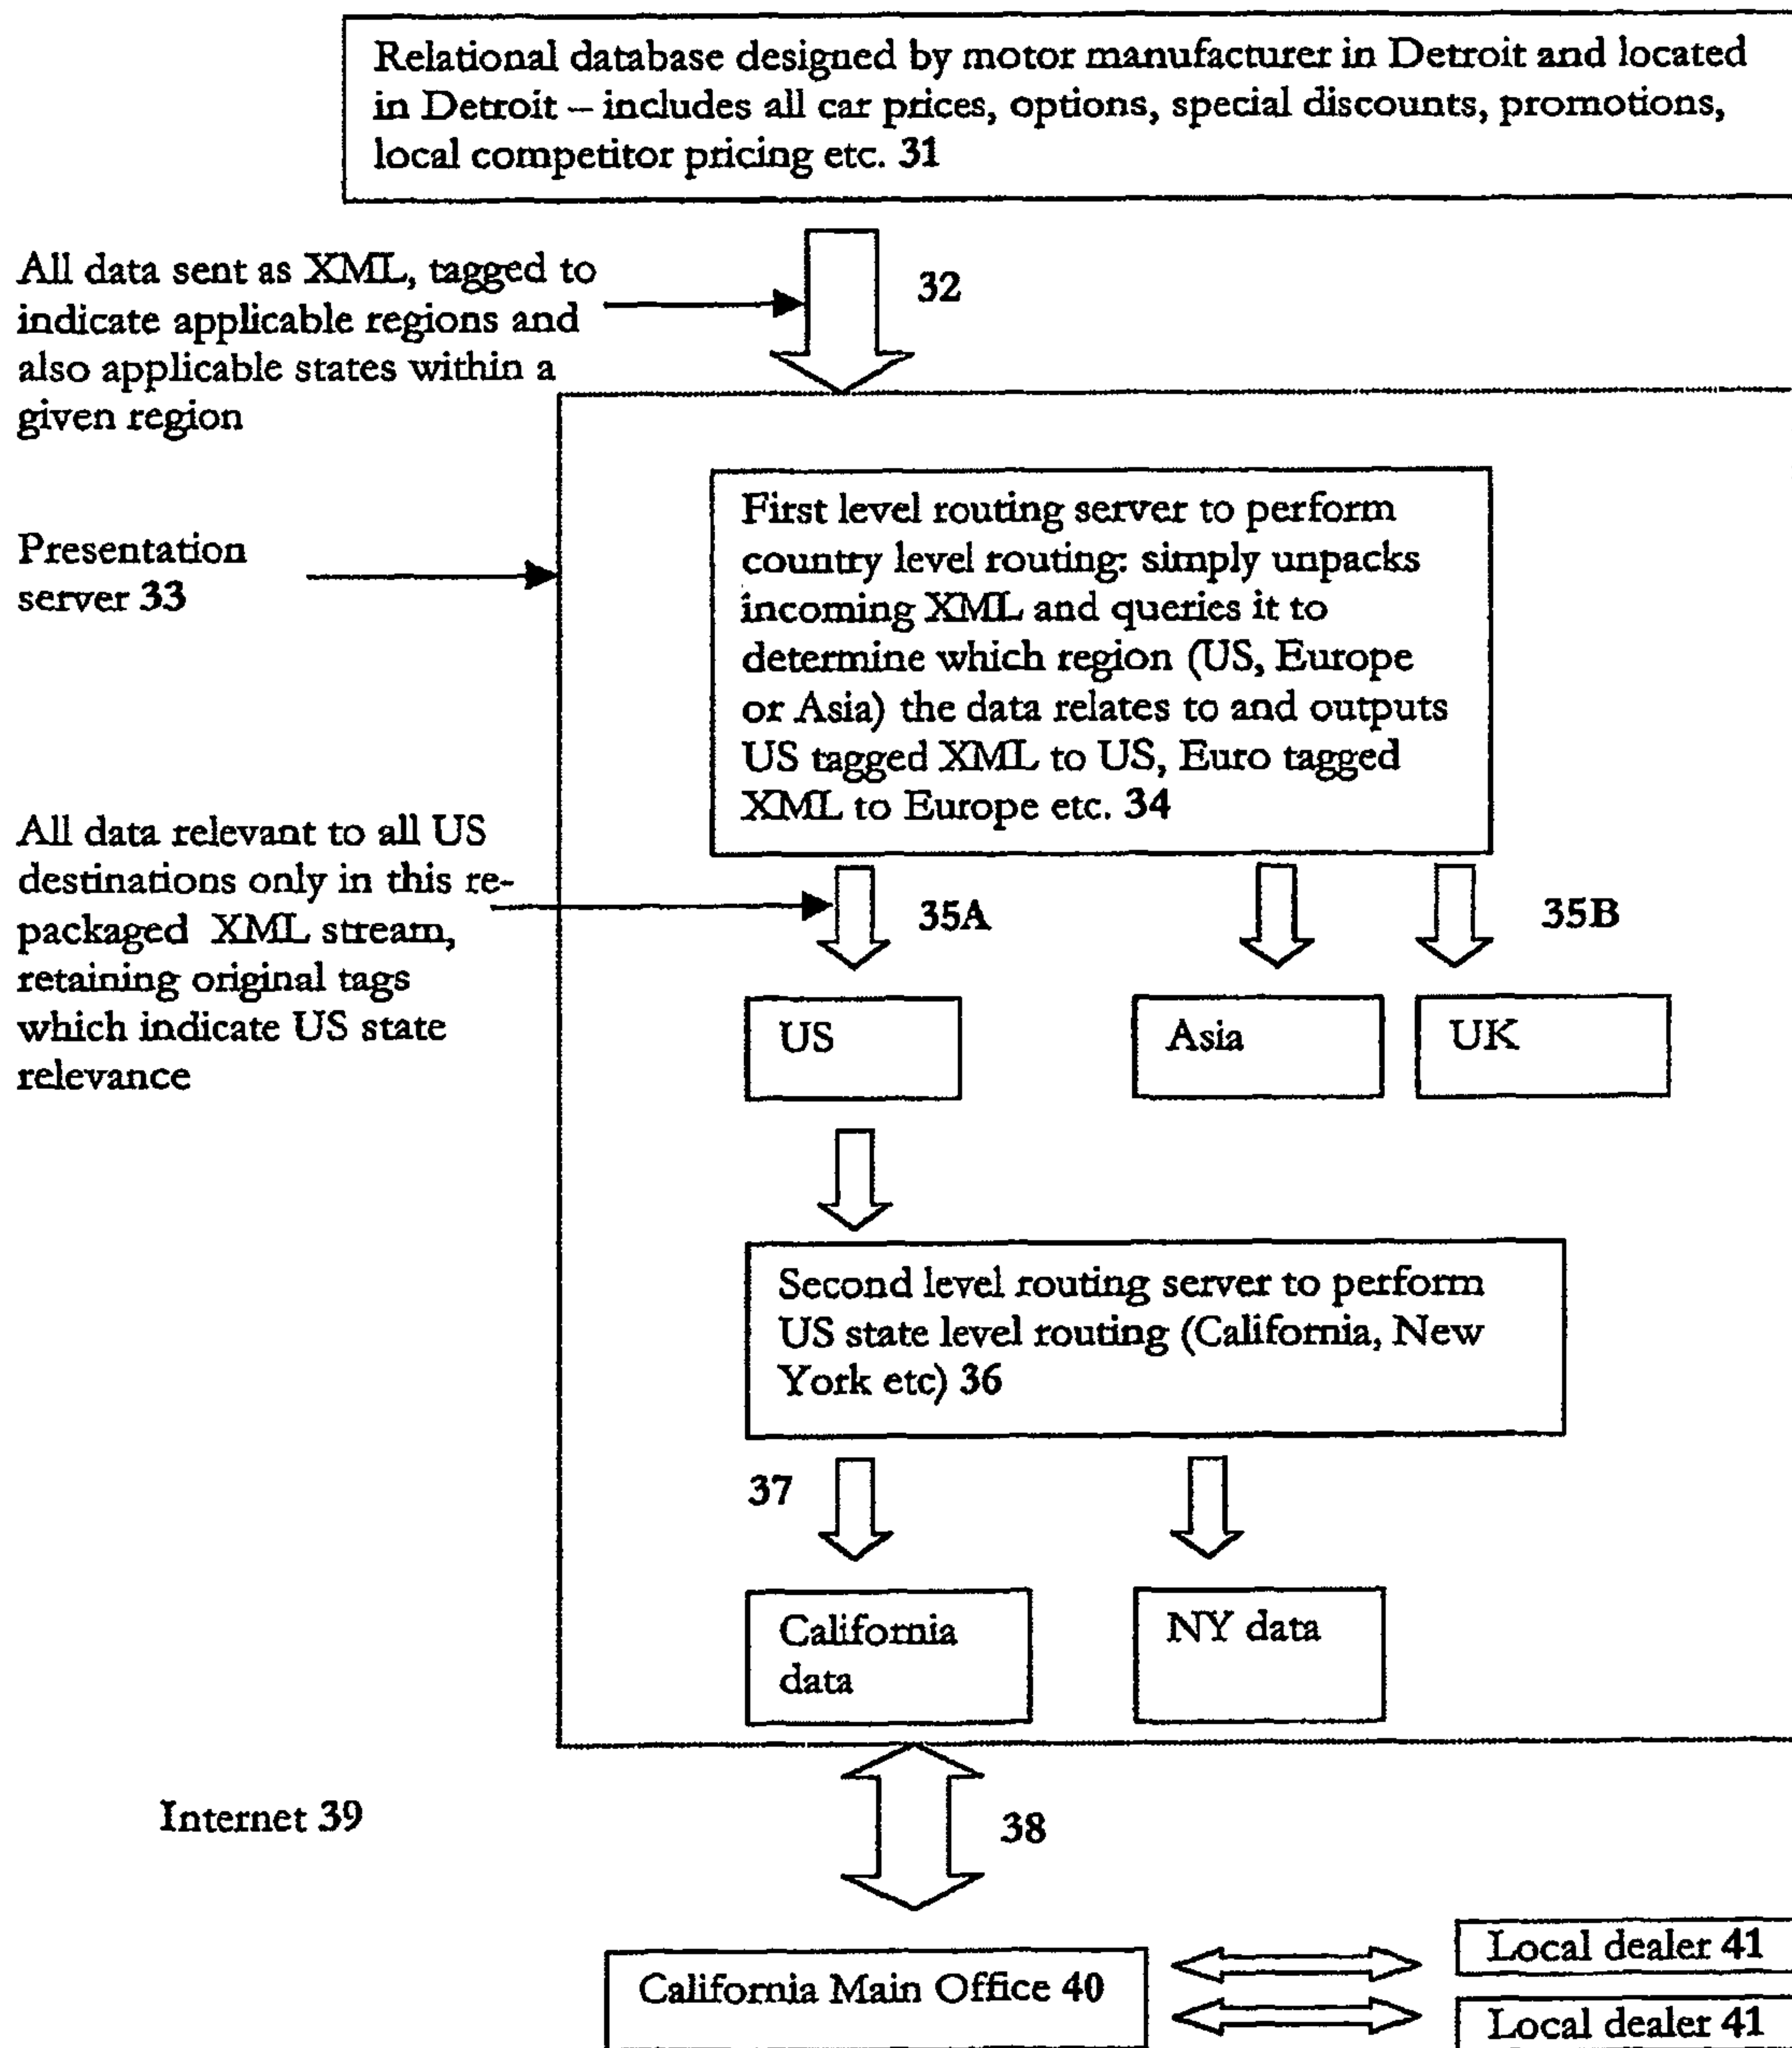 Relational database designed by motor manufacturer in Detroit and located
in Detroit – includes all car prices, options, special discounts, promotions,
local competitor pricing etc. 31
All data sent as XML, tagged to
indicate applicable regions and
also applicable states within a
given region
32
Presentation
server 33
First level routing server to perform
country level routing: simply unpacks
incoming XML and queries it to
determine which region (US, Europe
or Asia) the data relates to and outputs
US tagged XML to US, Euro tagged
XML to Europe etc. 34
All data relevant to all US
destinations only in this re-
packaged XML stream,
retaining original tags
which indicate US state
relevance
35A
35B
US
Asia
UK
Second level routing server to perform
US state level routing (California, New
York etc) 36
37
California
data
NY data
Internet 39
38
California Main Office 40
Local dealer 41
Local dealer 41